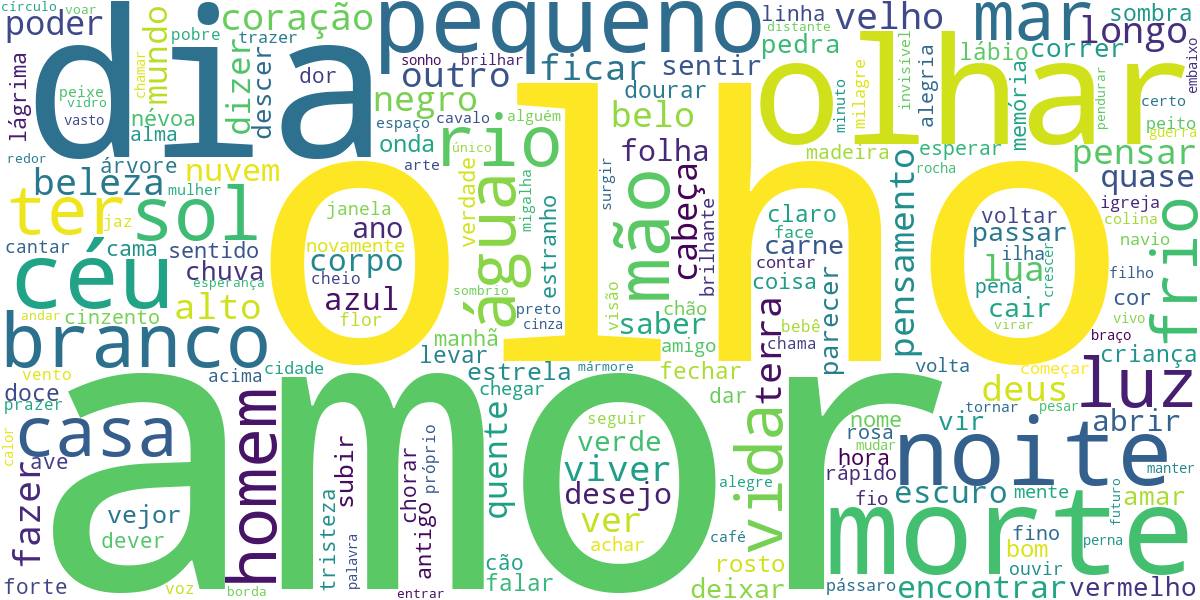 círculo
voar
poder
pobre
trazer
coração
pequeno
linha
velho
mar
longo
sombra
distante
dia
mundo
chamar
dizer
descer
dor
sonho
brilhar
outro
ficar
sentir
pedra
olhar
invisível
alegria
lábio
correr
memória
pendurar
embaixo
lágrima
peixe
vidro
vasto
névoa
alma
negro
dourar
minuto
milagre
certo
peito
guerra
espaço
cavalo
alguém
belo
onda
rio
único
folha
madeira
esperar
pensar
redor
árvore
nuvem
arte
surgir
rocha
quase
beleza
mulher
verdade
migalha
água
estranho
mão
cabeça
brilhante
olho
pensamento
igreja
ter
jaz
sol
janela
ano
novamente
claro
face
voltar
passar
colina
navio
frio
cantar
cama
sentido
corpo
carne
contar
coisa
ilha
lua
crescer
filho
céu
chuva
esperança
cheio
azul
flor
sombrio
preto
cinza
visão
chão
saber
bebê
chama
parecer
pena
cair
cor
vivo
virar
braço
andar
cinzento
alto
manhã
amigo
branco
levar
terra
criança
vento
acima
cidade
estrela
mármore
fechar
volta
começar
doce
prazer
chegar
dar
deus
tornar
pesar
luz
casa
amor
homem
quente
seguir
verde
viver
desejo
ver
achar
vida
nome
vir
abrir
rosa
mudar
hora
rápido
noite
calor
ave
fazer
vejor
dever
subir
tristeza
palavra
chorar
antigo
próprio
alegre
fio
escuro
mente
manter
futuro
amar
morte
fino
bom
ouvir
perna
café
rosto
cão
falar
forte
voz
borda
entrar
deixar
pássaro
encontrar
vermelho